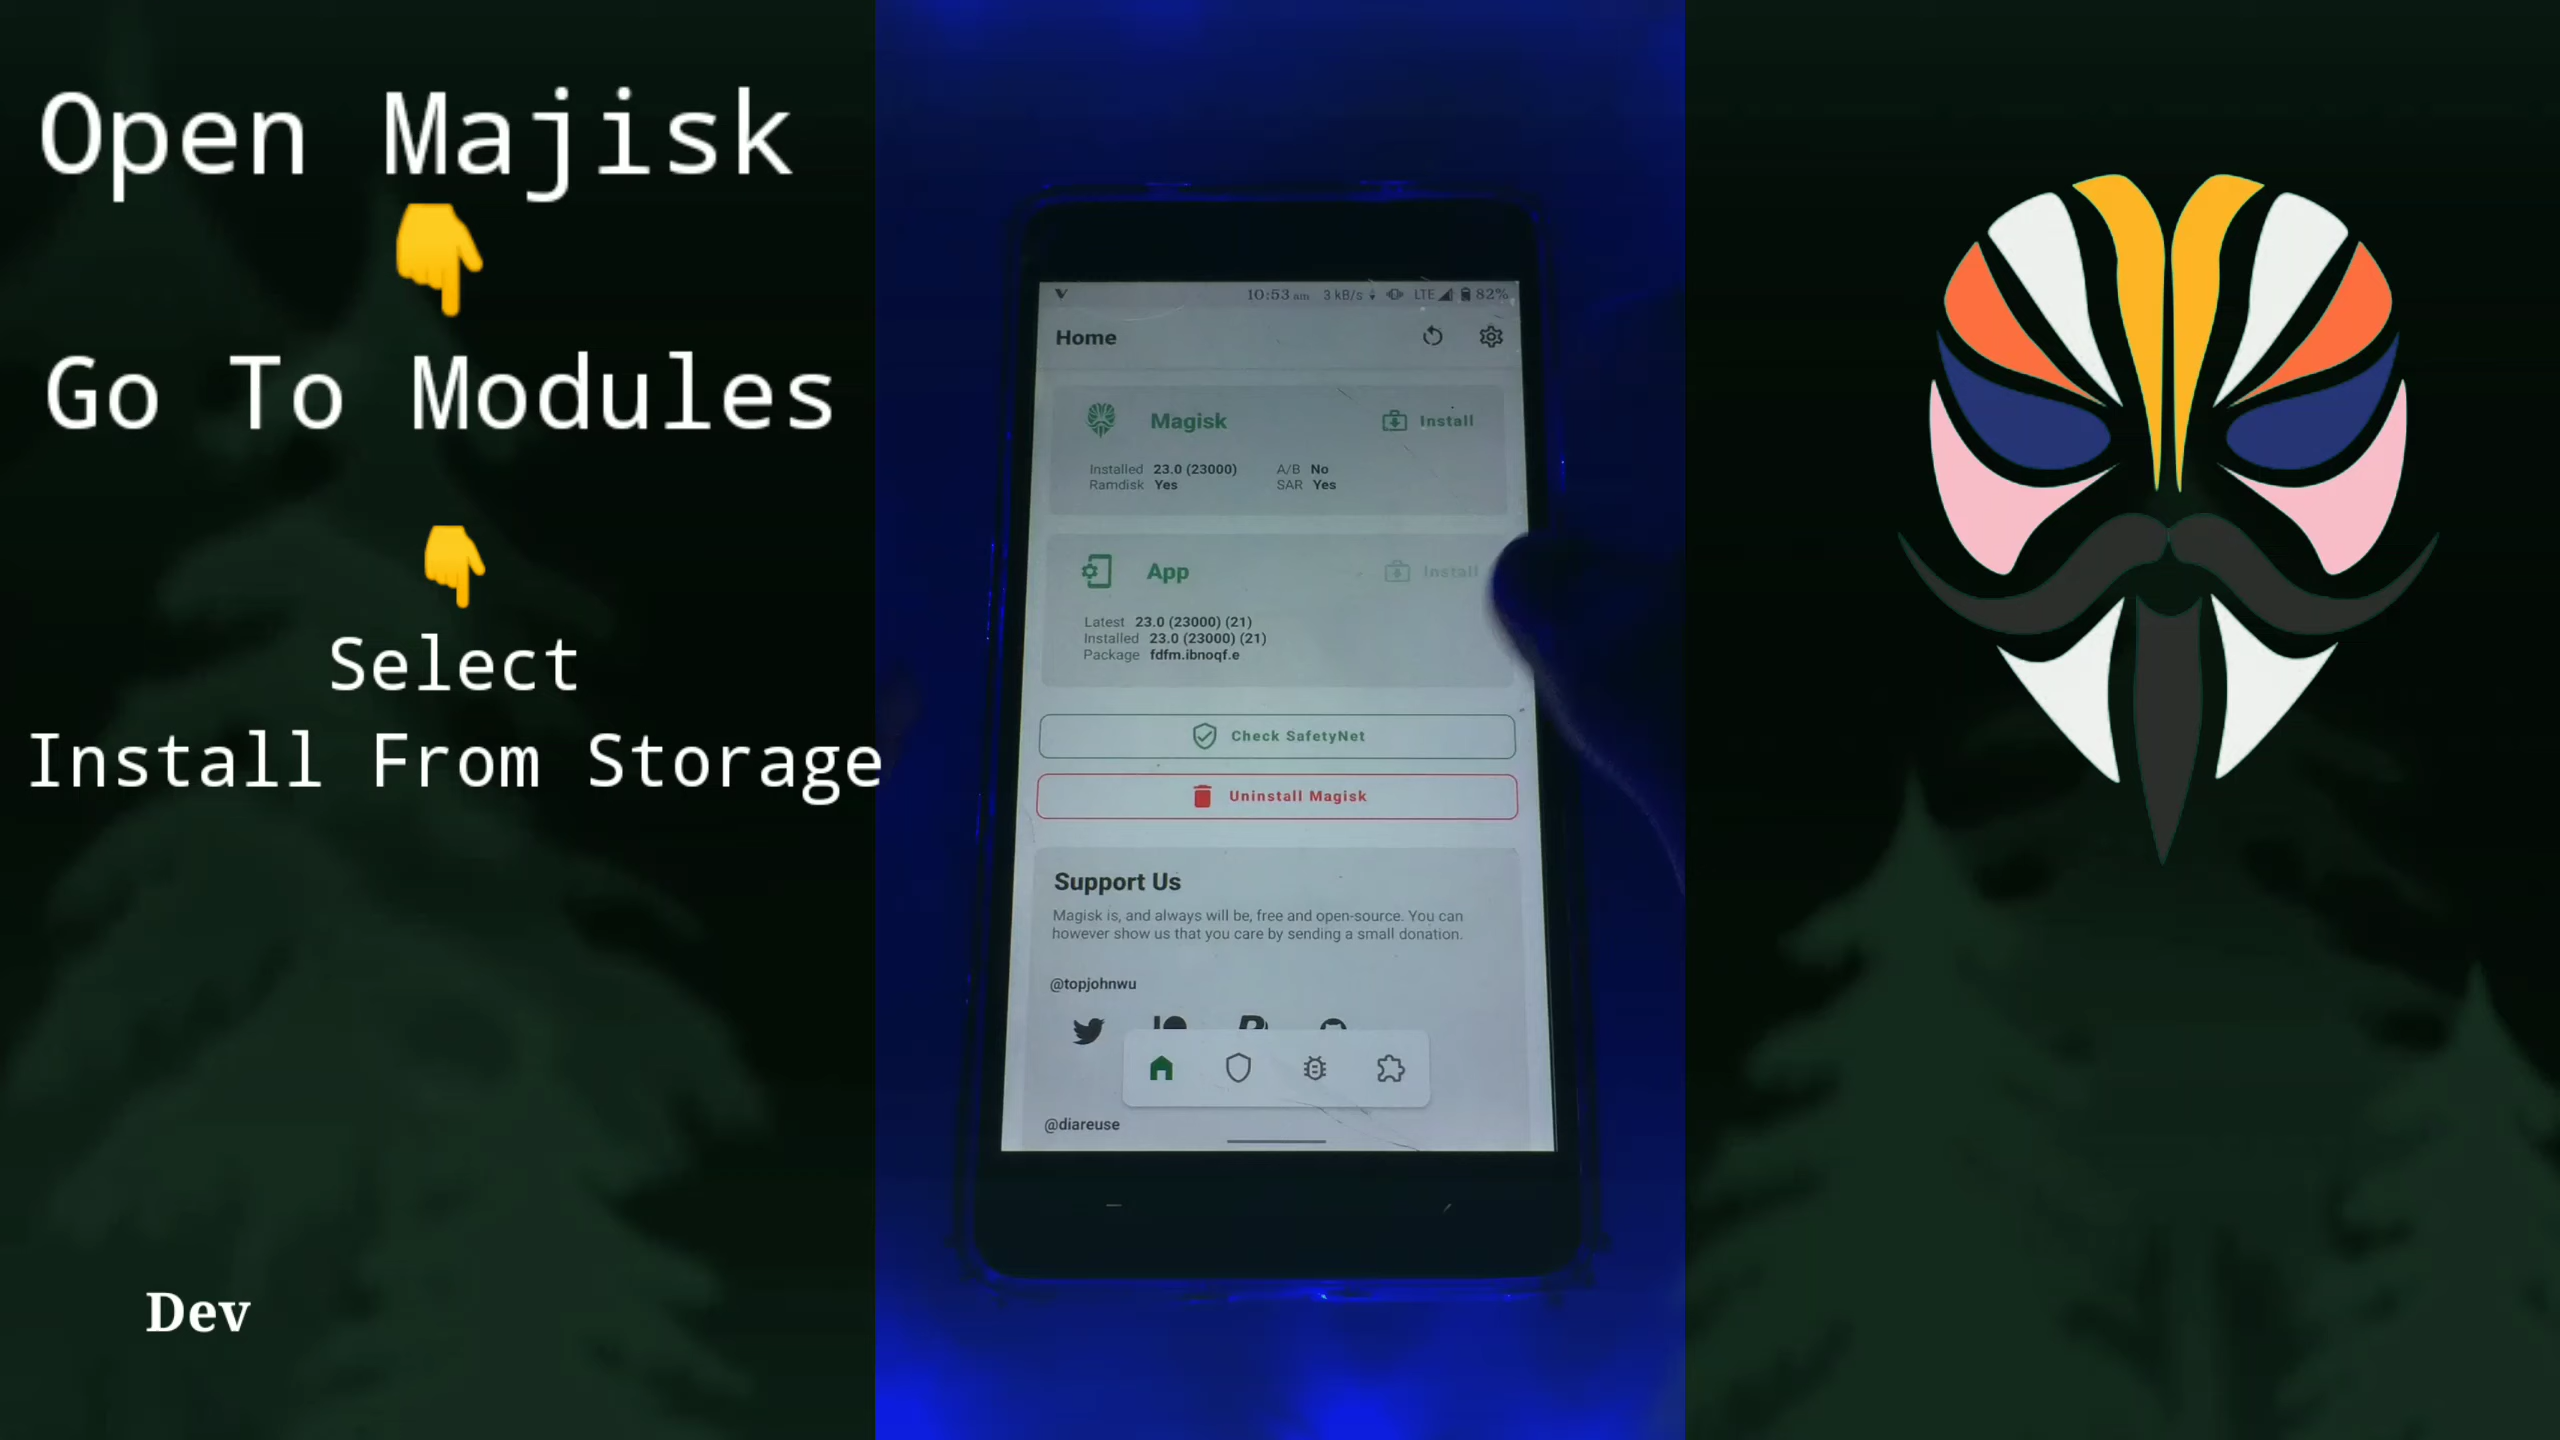 Open Majisk
Go To Modules
Select
Install From Storage
Dev
10:53 am 3 kB/s LTE 82%
Home
Magisk
Install
Installed 23.0 (23000)
A/B No
Ramdisk Yes
SAR Yes
App
Install
Latest 23.0 (23000) (21)
Installed 23.0 (23000) (21)
Package fdfm.ibnoqf.e
Check SafetyNet
Uninstall Magisk
Support Us
Magisk is, and always will be, free and open-source. You can
however show us that you care by sending a small donation.
@topjohnwu
@diareuse